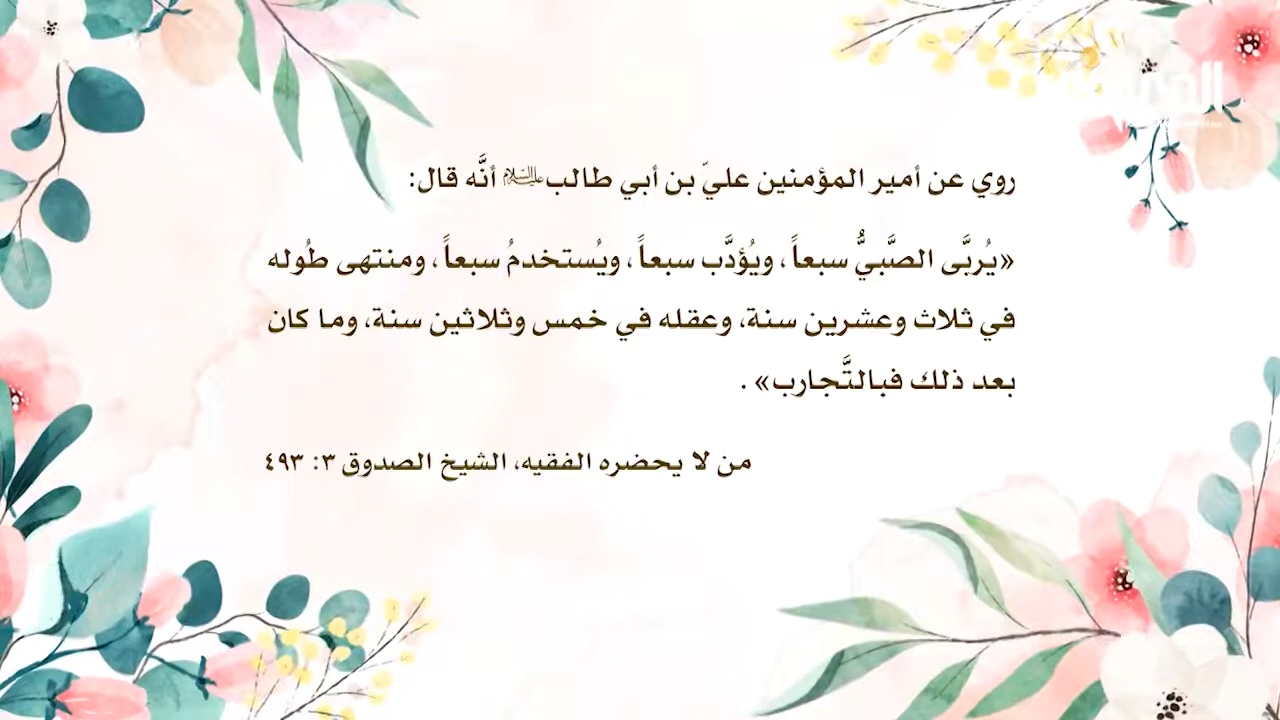 روي عن أمير المؤمنين عليّ بن أبي طالب عليه السلام أنَّه قال:
«يُربَّى الصَّبيُّ سبعاً، ويُؤدَّب سبعاً، ويُستخدمُ سبعاً، ومنتهى طُوله
في ثلاث وعشرين سنة، وعقله في خمس وثلاثين سنة، وما كان
بعد ذلك فبالتَّجارب» .
من لا يحضره الفقيه، الشيخ الصدوق ٣: ٤٩٣